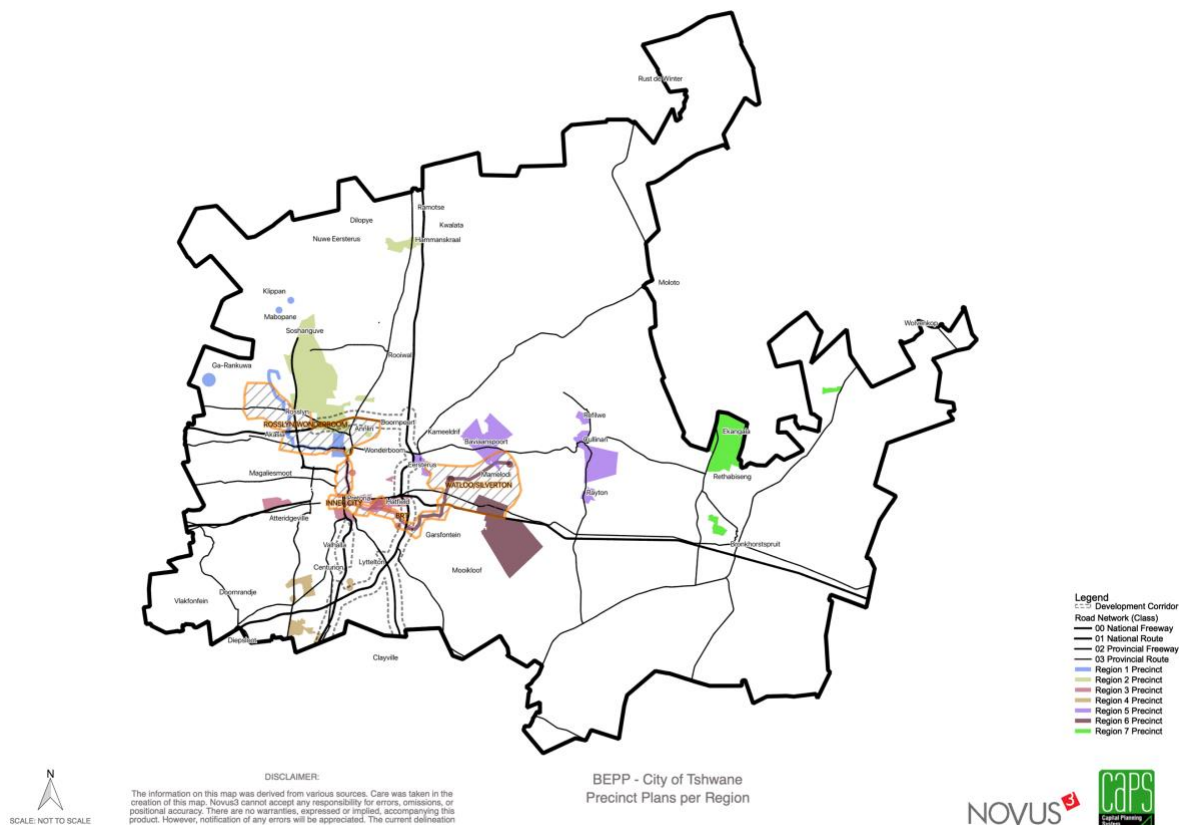 Rust de Winter
Ramotse
Dilopye
Kwalata
Nuwe Eersterus
Hammanskraal
Moloto
Klippan
Mabopane
Soshanguve
Rooiwal
Ga-Rankuwa
Rosslyn
ROSSLYN/WONDERBOOM
Boompeart
Kameeldrif
Baviaanspoort
Refilwe
Cullinan
Ekangala
Wonderboom
Eersterus
Magaliesmoot
Mamelodi
WATLOO/SILVERTON
Rethabiseng
Rayton
INNER CITY
Hatfield
BRT
Atteridgeville
Garsfontein
Valhalla
Bronkhorstspruit
Centurion
Lyttelton
Mooikloof
Doornrandje
Vlakfonfein
Clayville
Legend
Development Corridor
Road Network (Class)
00 National Freeway
01 National Route
02 Provincial Freeway
03 Provincial Route
Region 1 Precinct
Region 2 Precinct
Region 3 Precinct
Region 4 Precinct
Region 5 Precinct
Region 6 Precinct
Region 7 Precinct
N
SCALE: NOT TO SCALE
DISCLAIMER:
The information on this map was derived from various sources. Care was taken in the
creation of this map. Novus3 cannot accept any responsibility for errors, omissions, or
positional accuracy. There are no warranties, expressed or implied, accompanying this
product. However, notification of any errors will be appreciated. The current delineation
BEPP - City of Tshwane
Precinct Plans per Region
NOVUS3
CaPS
Capital Planning
System